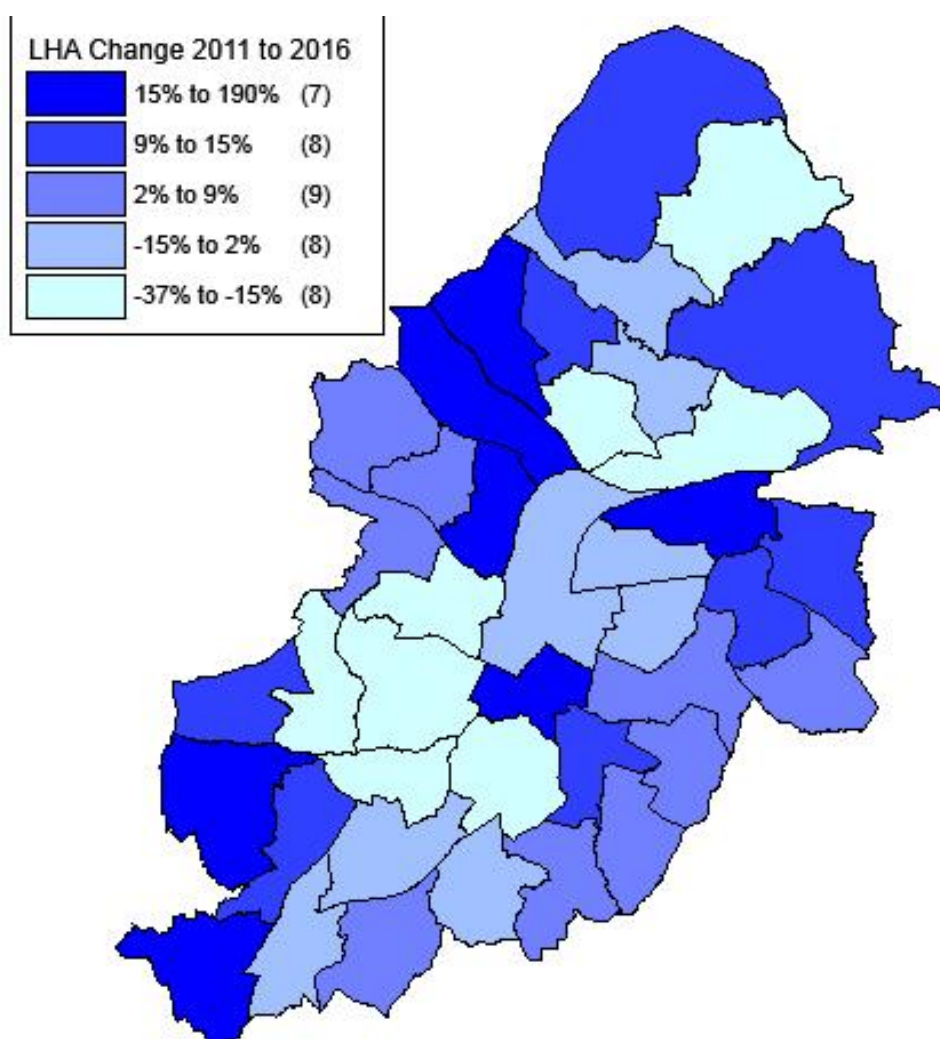 LHA Change 2011 to 2016
15% to 190% (7)
9% to 15% (8)
2% to 9% (9)
-15% to 2% (8)
-37% to -15% (8)